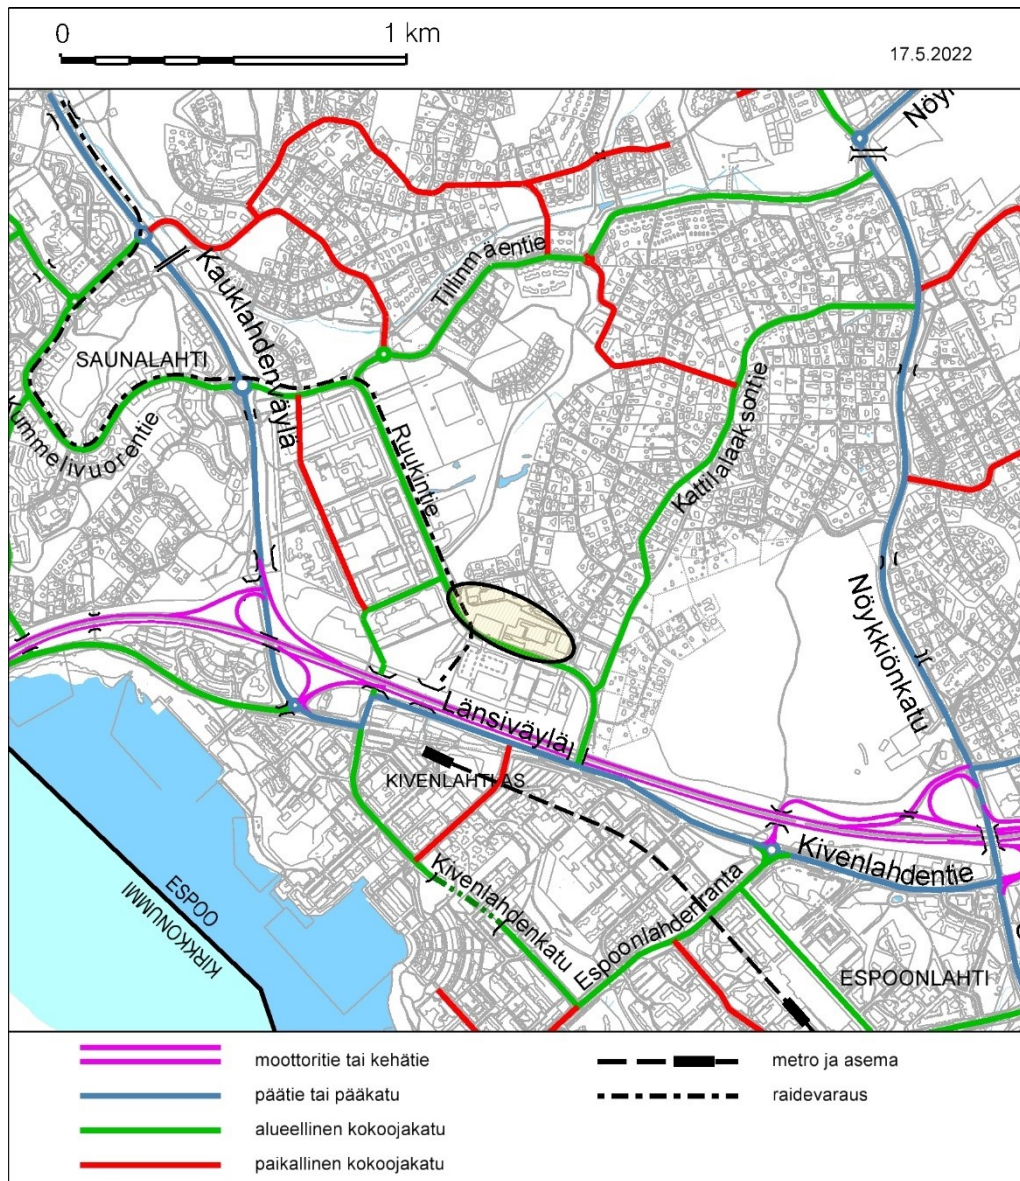 0 1 km
17.5.2022
Kauklahdenväylä
Tillinmäentie
SAUNALAHTI
Kummelivuorentie
Ruukintie
Kattilalaaksontie
Nöykkiönkatu
Länsiväylä
KIVENLAHTI AS
Kivenlahdentie
Kivenlahdenkatu
Espoonlahdenranta
ESPOO
KIRKKONUMMI
ESPOONLAHTI
moottoritie tai kehätie
päätie tai pääkatu
alueellinen kokoojakatu
paikallinen kokoojakatu
metro ja asema
raidevaraus